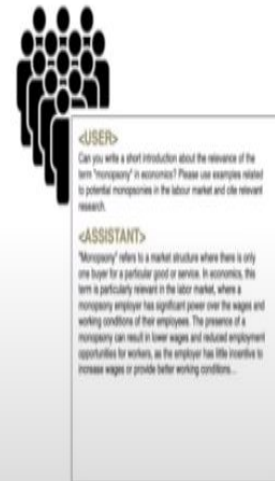 <USER>
Can you write a short introduction about the relevance of the
term "monopsony" in economics? Please use examples related
to potential monopsonies in the labour market and cite relevant
research.
<ASSISTANT>
"Monopsony" refers to a market structure where there is only
one buyer for a particular good or service. In economics, this
term is particularly relevant in the labor market, where a
monopsony employer has significant power over the wages and
working conditions of their employees. The presence of a
monopsony can result in lower wages and reduced employment
opportunities for workers, as the employer has little incentive to
increase wages or provide better working conditions...